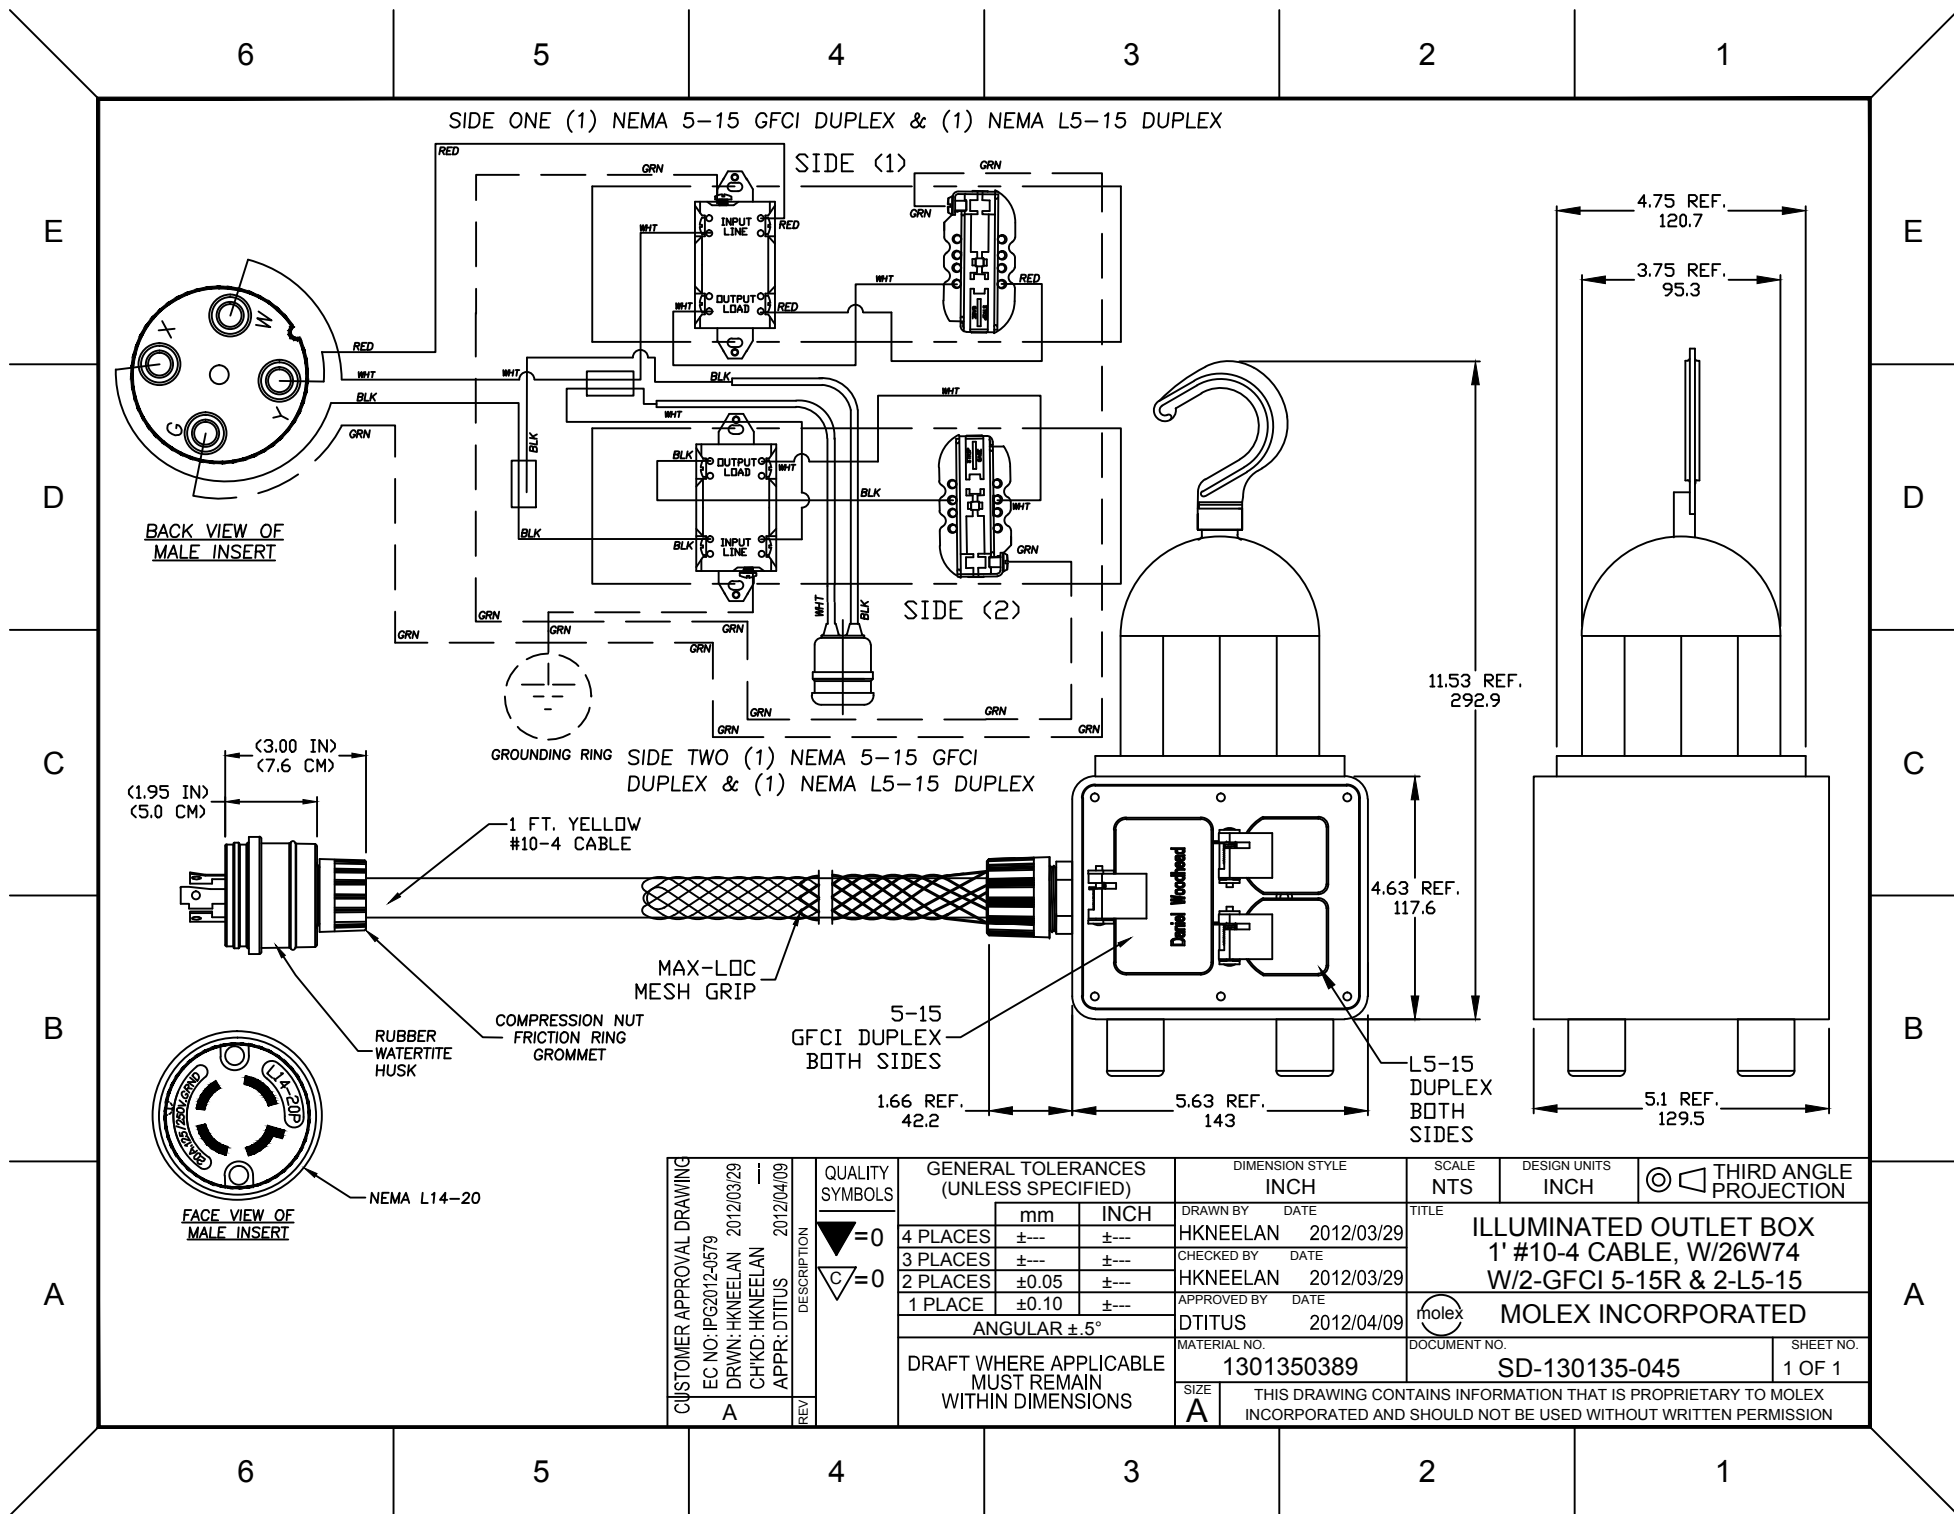 6 5 4 3 2 1
E
D
C
B
A
E
D
C
B
A
SIDE ONE (1) NEMA 5-15 GFCI DUPLEX & (1) NEMA L5-15 DUPLEX
SIDE (1)
RED
GRN
GRN
GRN
INPUT
LINE
WHT
RED
OUTPUT
LOAD
WHT
RED
WHT
RED
X
W
Y
G
RED
WHT
BLK
GRN
WHT
BLK
BLK
WHT
BACK VIEW OF
MALE INSERT
BLK
OUTPUT
LOAD
WHT
BLK
WHT
BLK
BLK
INPUT
LINE
GRN
SIDE (2)
WHT
BLK
GRN
GRN
GRN
GRN
GRN
GRN
GRN
GRN
GRN
GROUNDING RING
SIDE TWO (1) NEMA 5-15 GFCI
DUPLEX & (1) NEMA L5-15 DUPLEX
4.75 REF.
120.7
3.75 REF.
95.3
11.53 REF.
292.9
(3.00 IN)
(7.6 CM)
(1.95 IN)
(5.0 CM)
1 FT. YELLOW
#10-4 CABLE
MAX-LOC
MESH GRIP
Daniel Woodhead
4.63 REF.
117.6
RUBBER
WATERTITE
HUSK
COMPRESSION NUT
FRICTION RING
GROMMET
5-15
GFCI DUPLEX
BOTH SIDES
L5-15
DUPLEX
BOTH
SIDES
1.66 REF.
42.2
5.63 REF.
143
5.1 REF.
129.5
L14-20P
20A.125/250V.GRND
NEMA L14-20
FACE VIEW OF
MALE INSERT
CUSTOMER APPROVAL DRAWING
EC NO: IPG2012-0579
DRWN: HKNEELAN 2012/03/29
CH'KD: HKNEELAN ---
APPR: DTITUS 2012/04/09
DESCRIPTION
A
REV
QUALITY
SYMBOLS
=0
C =0
GENERAL TOLERANCES
(UNLESS SPECIFIED)
mm INCH
4 PLACES ±--- ±---
3 PLACES ±--- ±---
2 PLACES ±0.05 ±---
1 PLACE ±0.10 ±---
ANGULAR ±.5°
DRAFT WHERE APPLICABLE
MUST REMAIN
WITHIN DIMENSIONS
DIMENSION STYLE
INCH
SCALE
NTS
DESIGN UNITS
INCH
THIRD ANGLE
PROJECTION
DRAWN BY DATE
HKNEELAN 2012/03/29
CHECKED BY DATE
HKNEELAN 2012/03/29
APPROVED BY DATE
DTITUS 2012/04/09
TITLE
ILLUMINATED OUTLET BOX
1' #10-4 CABLE, W/26W74
W/2-GFCI 5-15R & 2-L5-15
molex MOLEX INCORPORATED
MATERIAL NO.
1301350389
DOCUMENT NO.
SD-130135-045
SHEET NO.
1 OF 1
SIZE
A
THIS DRAWING CONTAINS INFORMATION THAT IS PROPRIETARY TO MOLEX
INCORPORATED AND SHOULD NOT BE USED WITHOUT WRITTEN PERMISSION
6 5 4 3 2 1